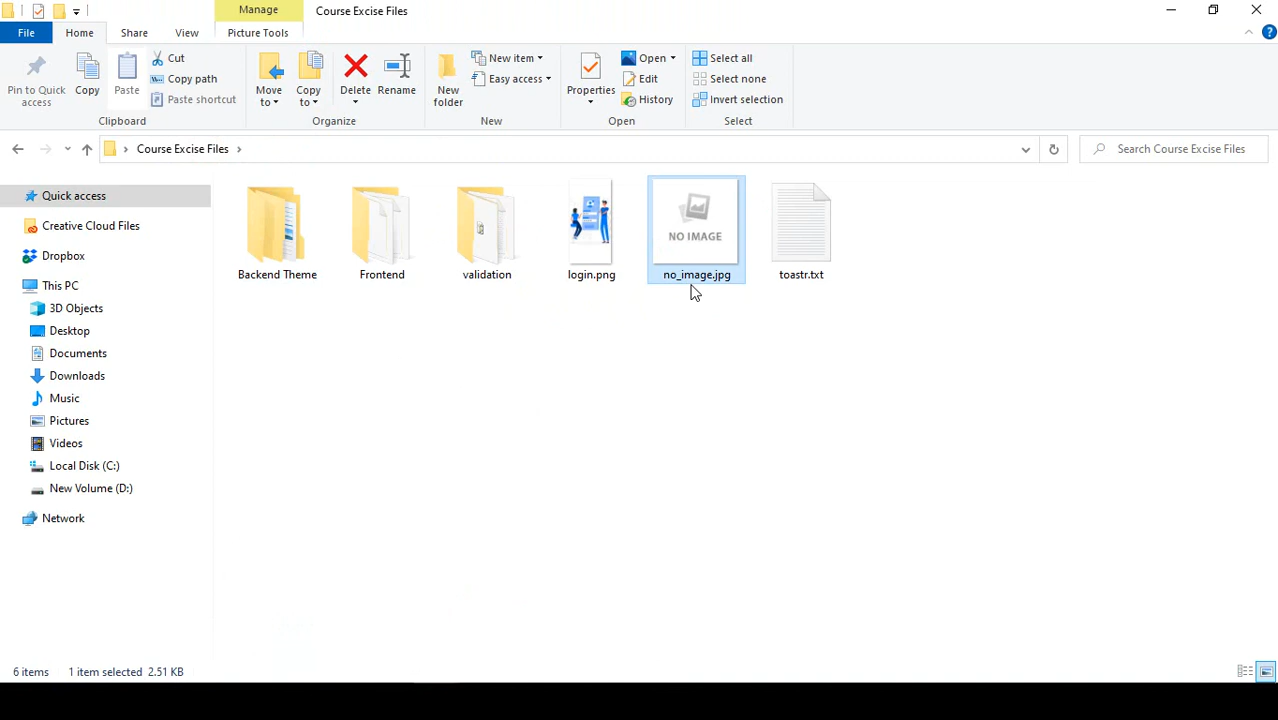 Manage
Course Excise Files
File
Home
Share
View
Picture Tools
Pin to Quick
access
Copy
Paste
Cut
Copy path
Paste shortcut
Clipboard
Move
to
Copy
to
Delete
Rename
Organize
New
folder
New item
Easy access
New
Properties
Open
Edit
History
Open
Select all
Select none
Invert selection
Select
Course Excise Files
Search Course Excise Files
Quick access
Creative Cloud Files
Dropbox
This PC
3D Objects
Desktop
Documents
Downloads
Music
Pictures
Videos
Local Disk (C:)
New Volume (D:)
Network
Backend Theme
Frontend
validation
login.png
NO IMAGE
no_image.jpg
toastr.txt
6 items
1 item selected 2.51 KB